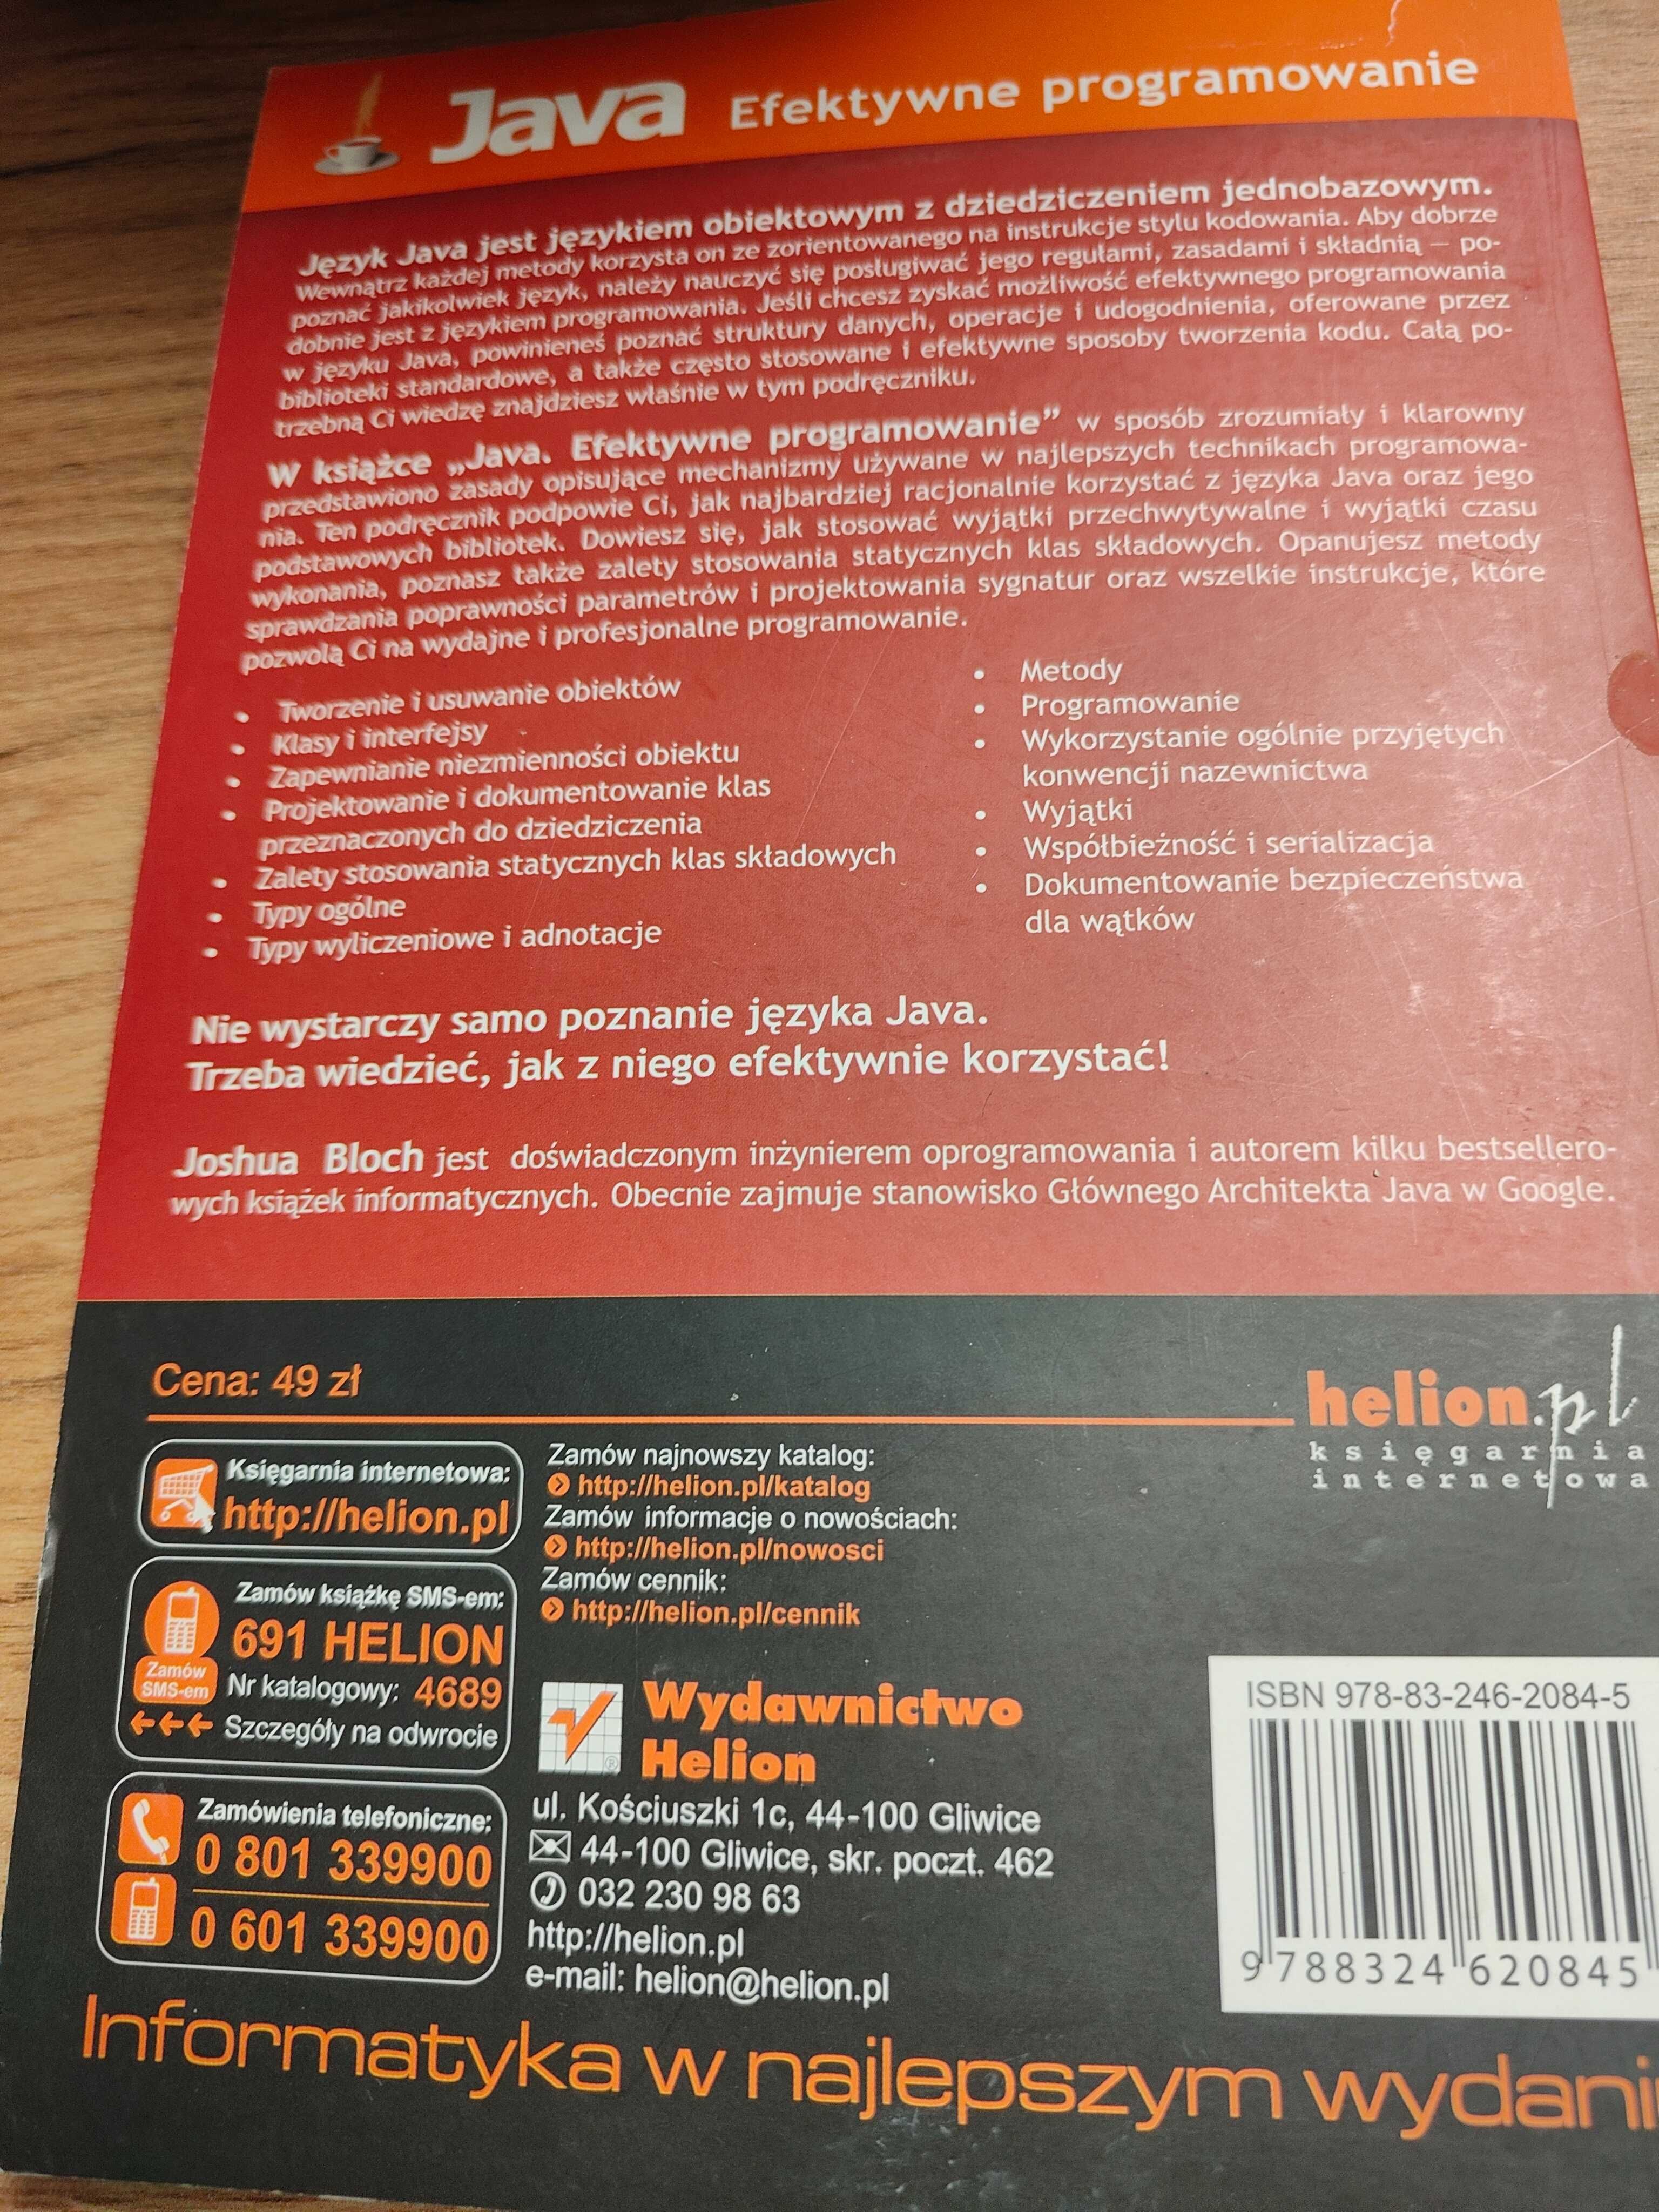 Java Efektywne programowanie
Język Java jest językiem obiektowym z dziedziczeniem jednobazowym.
Wewnątrz każdej metody korzysta on ze zorientowanego na instrukcje stylu kodowania. Aby dobrze
poznać jakikolwiek język, należy nauczyć się posługiwać jego regułami, zasadami i składnią — po-
dobnie jest z językiem programowania. Jeśli chcesz zyskać możliwość efektywnego programowania
w języku Java, powinieneś poznać struktury danych, operacje i udogodnienia, oferowane przez
biblioteki standardowe, a także często stosowane i efektywne sposoby tworzenia kodu. Całą po-
trzebną Ci wiedzę znajdziesz właśnie w tym podręczniku.
W książce „Java. Efektywne programowanie” w sposób zrozumiały i klarowny
przedstawiono zasady opisujące mechanizmy używane w najlepszych technikach programowa-
nia. Ten podręcznik podpowie Ci, jak najbardziej racjonalnie korzystać z języka Java oraz jego
podstawowych bibliotek. Dowiesz się, jak stosować wyjątki przechwytywalne i wyjątki czasu
wykonania, poznasz także zalety stosowania statycznych klas składowych. Opanujesz metody
sprawdzania poprawności parametrów i projektowania sygnatur oraz wszelkie instrukcje, które
pozwolą Ci na wydajne i profesjonalne programowanie.
• Tworzenie i usuwanie obiektów
• Klasy i interfejsy
• Zapewnianie niezmienności obiektu
• Projektowanie i dokumentowanie klas
przeznaczonych do dziedziczenia
• Zalety stosowania statycznych klas składowych
• Typy ogólne
• Typy wyliczeniowe i adnotacje
• Metody
• Programowanie
• Wykorzystanie ogólnie przyjętych
konwencji nazewnictwa
• Wyjątki
• Współbieżność i serializacja
• Dokumentowanie bezpieczeństwa
dla wątków
Nie wystarczy samo poznanie języka Java.
Trzeba wiedzieć, jak z niego efektywnie korzystać!
Joshua Bloch jest doświadczonym inżynierem oprogramowania i autorem kilku bestsellero-
wych książek informatycznych. Obecnie zajmuje stanowisko Głównego Architekta Java w Google.
Cena: 49 zł
helion.pl
księgarnia
internetowa
Księgarnia internetowa:
http://helion.pl
Zamów książkę SMS-em:
691 HELION
Zamów
SMS-em
Nr katalogowy: 4689
Szczegóły na odwrocie
Zamówienia telefoniczne:
0 801 339900
0 601 339900
Zamów najnowszy katalog:
http://helion.pl/katalog
Zamów informacje o nowościach:
http://helion.pl/nowosci
Zamów cennik:
http://helion.pl/cennik
Wydawnictwo
Helion
®
ul. Kościuszki 1c, 44-100 Gliwice
44-100 Gliwice, skr. poczt. 462
032 230 98 63
http://helion.pl
e-mail: helion@helion.pl
ISBN 978-83-246-2084-5
9 788324 620845
Informatyka w najlepszym